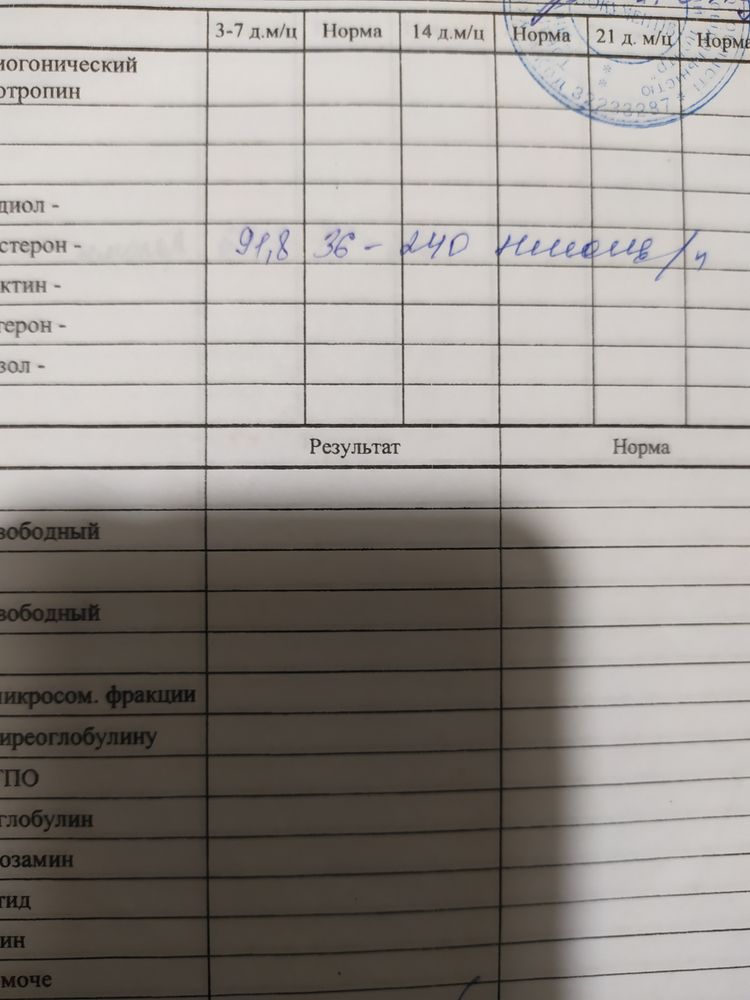 3-7 д.м/ц Норма 14 д.м/ц Норма 21 д. м/ц Норма
иогонический
отропин
диол -
стерон - 91,8 36 - 240 нмоль/л
ктин -
терон -
зол -
Результат Норма
вободный
вободный
микросом. фракции
иреоглобулину
ТПО
глобулин
озамин
тид
ин
моче
32233287